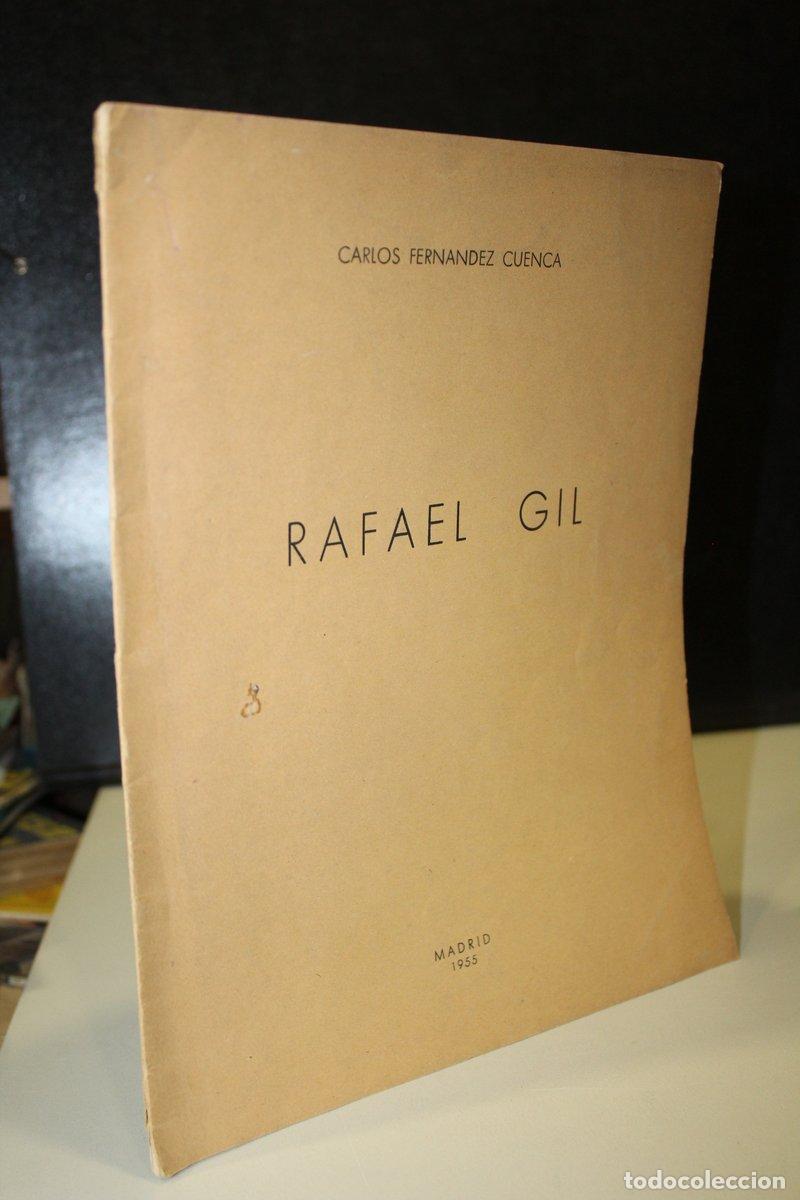 CARLOS FERNANDEZ CUENCA
RAFAEL GIL
MADRID
1955
todocoleccion